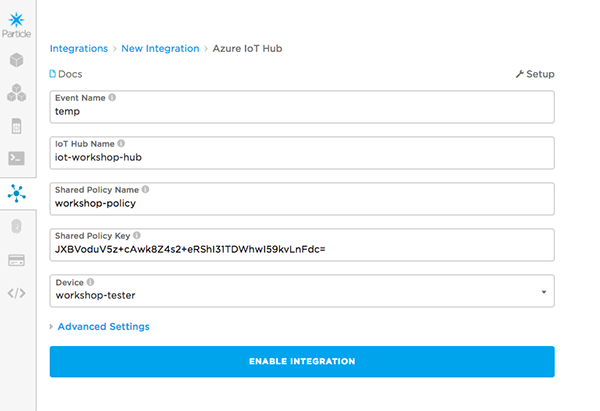 Particle
Integrations > New Integration > Azure IoT Hub
Docs
Setup
Event Name
temp
IoT Hub Name
iot-workshop-hub
Shared Policy Name
workshop-policy
Shared Policy Key
JXBVoduV5z+cAwk8Z4s2+eRShI31TDWhwI59kvLnFdc=
Device
workshop-tester
Advanced Settings
ENABLE INTEGRATION